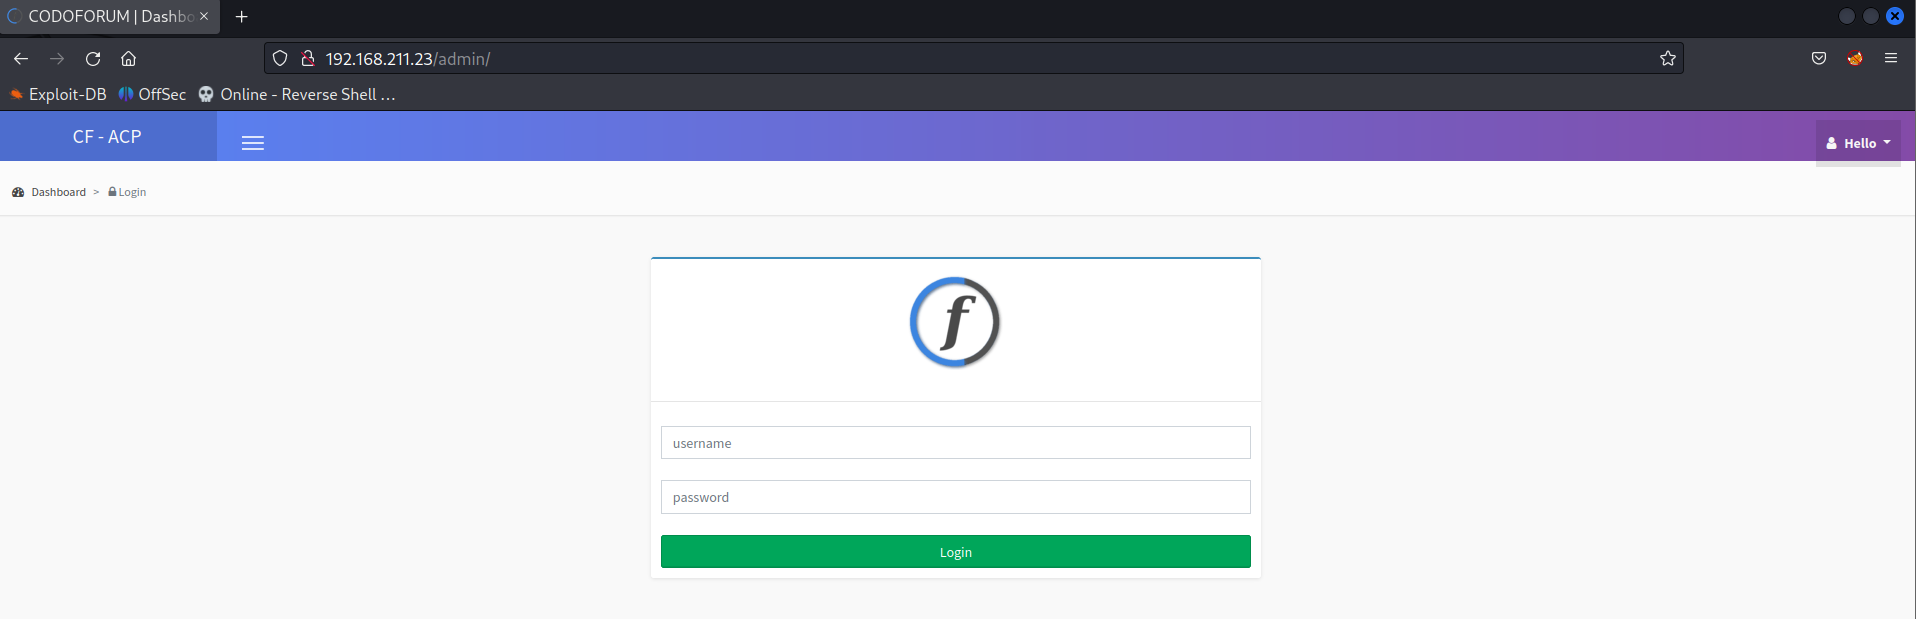 CODOFORUM | Dashbo
192.168.211.23/admin/
Exploit-DB OffSec Online - Reverse Shell …
CF - ACP
Hello
Dashboard > Login
f
username
password
Login